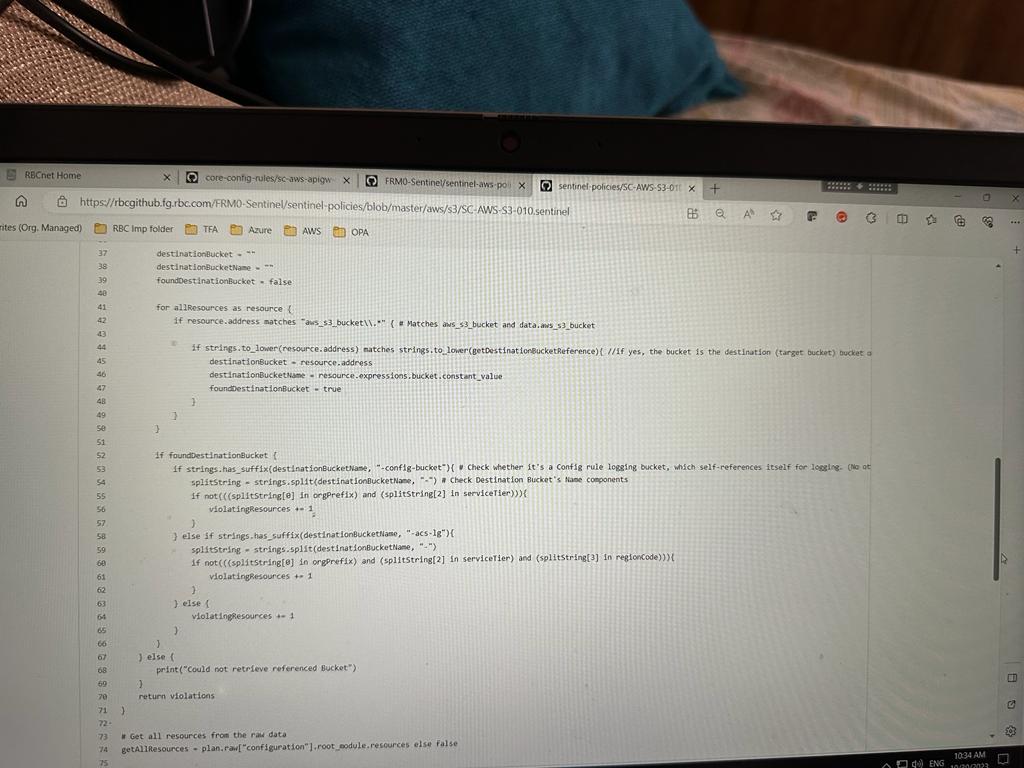 RBCnet Home
core-config-rules/sc-aws-apigw
FRM0-Sentinel/sentinel-aws-poli
sentinel-policies/SC-AWS-S3-010
https://rbcgithub.fg.rbc.com/FRM0-Sentinel/sentinel-policies/blob/master/aws/s3/SC-AWS-S3-010.sentinel
rites (Org. Managed) RBC Imp folder TFA Azure AWS OPA
37 destinationBucket = ""
38 destinationBucketName = ""
39 foundDestinationBucket = false
40
41 for allResources as resource {
42 if resource.address matches "aws_s3_bucket\\.*" { # Matches aws_s3_bucket and data.aws_s3_bucket
43
44 if strings.to_lower(resource.address) matches strings.to_lower(getDestinationBucketReference){ //if yes, the bucket is the destination (target bucket) bucket o
45 destinationBucket = resource.address
46 destinationBucketName = resource.expressions.bucket.constant_value
47 foundDestinationBucket = true
48 }
49 }
50 }
51
52 if foundDestinationBucket {
53 if strings.has_suffix(destinationBucketName, "-config-bucket"){ # Check whether it's a Config rule logging bucket, which self-references itself for logging. (No ot
54 splitString = strings.split(destinationBucketName, "-") # Check Destination Bucket's Name components
55 if not(((splitString[0] in orgPrefix) and (splitString[2] in serviceTier))){
56 violatingResources += 1
57 }
58 } else if strings.has_suffix(destinationBucketName, "-acs-lg"){
59 splitString = strings.split(destinationBucketName, "-")
60 if not(((splitString[0] in orgPrefix) and (splitString[2] in serviceTier) and (splitString[3] in regionCode))){
61 violatingResources += 1
62 }
63 } else {
64 violatingResources += 1
65 }
66 }
67 } else {
68 print("Could not retrieve referenced Bucket")
69 }
70 return violations
71 }
72
73 # Get all resources from the raw data
74 getAllResources = plan.raw["configuration"].root_module.resources else false
75
ENG
10:34 AM
10/20/2023